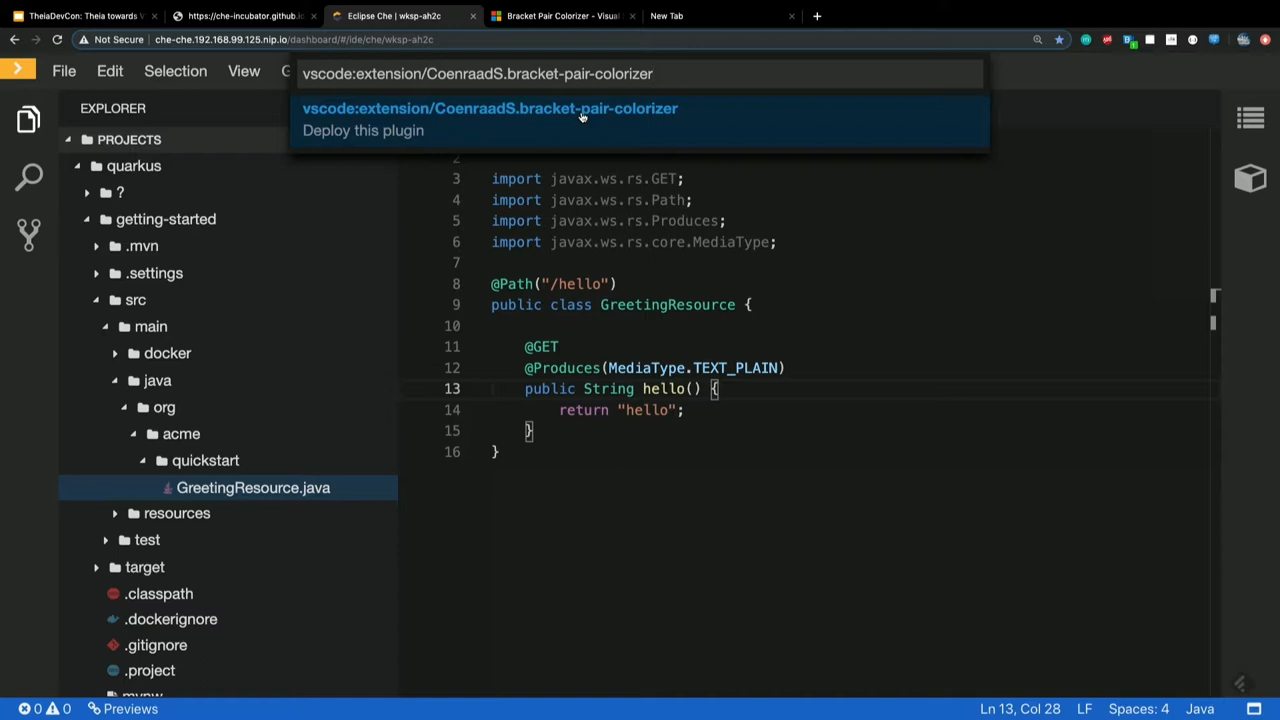 TheiaDevCon: Theia towards V
https://che-incubator.github.io
Eclipse Che | wksp-ah2c
Bracket Pair Colorizer - Visual
New Tab
Not Secure
che-che.192.168.99.125.nip.io/dashboard/#/ide/che/wksp-ah2c
File Edit Selection View G
vscode:extension/CoenraadS.bracket-pair-colorizer
vscode:extension/CoenraadS.bracket-pair-colorizer
Deploy this plugin
EXPLORER
PROJECTS
quarkus
?
getting-started
.mvn
.settings
src
main
docker
java
org
acme
quickstart
GreetingResource.java
resources
test
target
.classpath
.dockerignore
.gitignore
.project
mvnw
2
3 import javax.ws.rs.GET;
4 import javax.ws.rs.Path;
5 import javax.ws.rs.Produces;
6 import javax.ws.rs.core.MediaType;
7
8 @Path("/hello")
9 public class GreetingResource {
10
11 @GET
12 @Produces(MediaType.TEXT_PLAIN)
13 public String hello() {
14 return "hello";
15 }
16 }
0 0 Previews
Ln 13, Col 28 LF Spaces: 4 Java